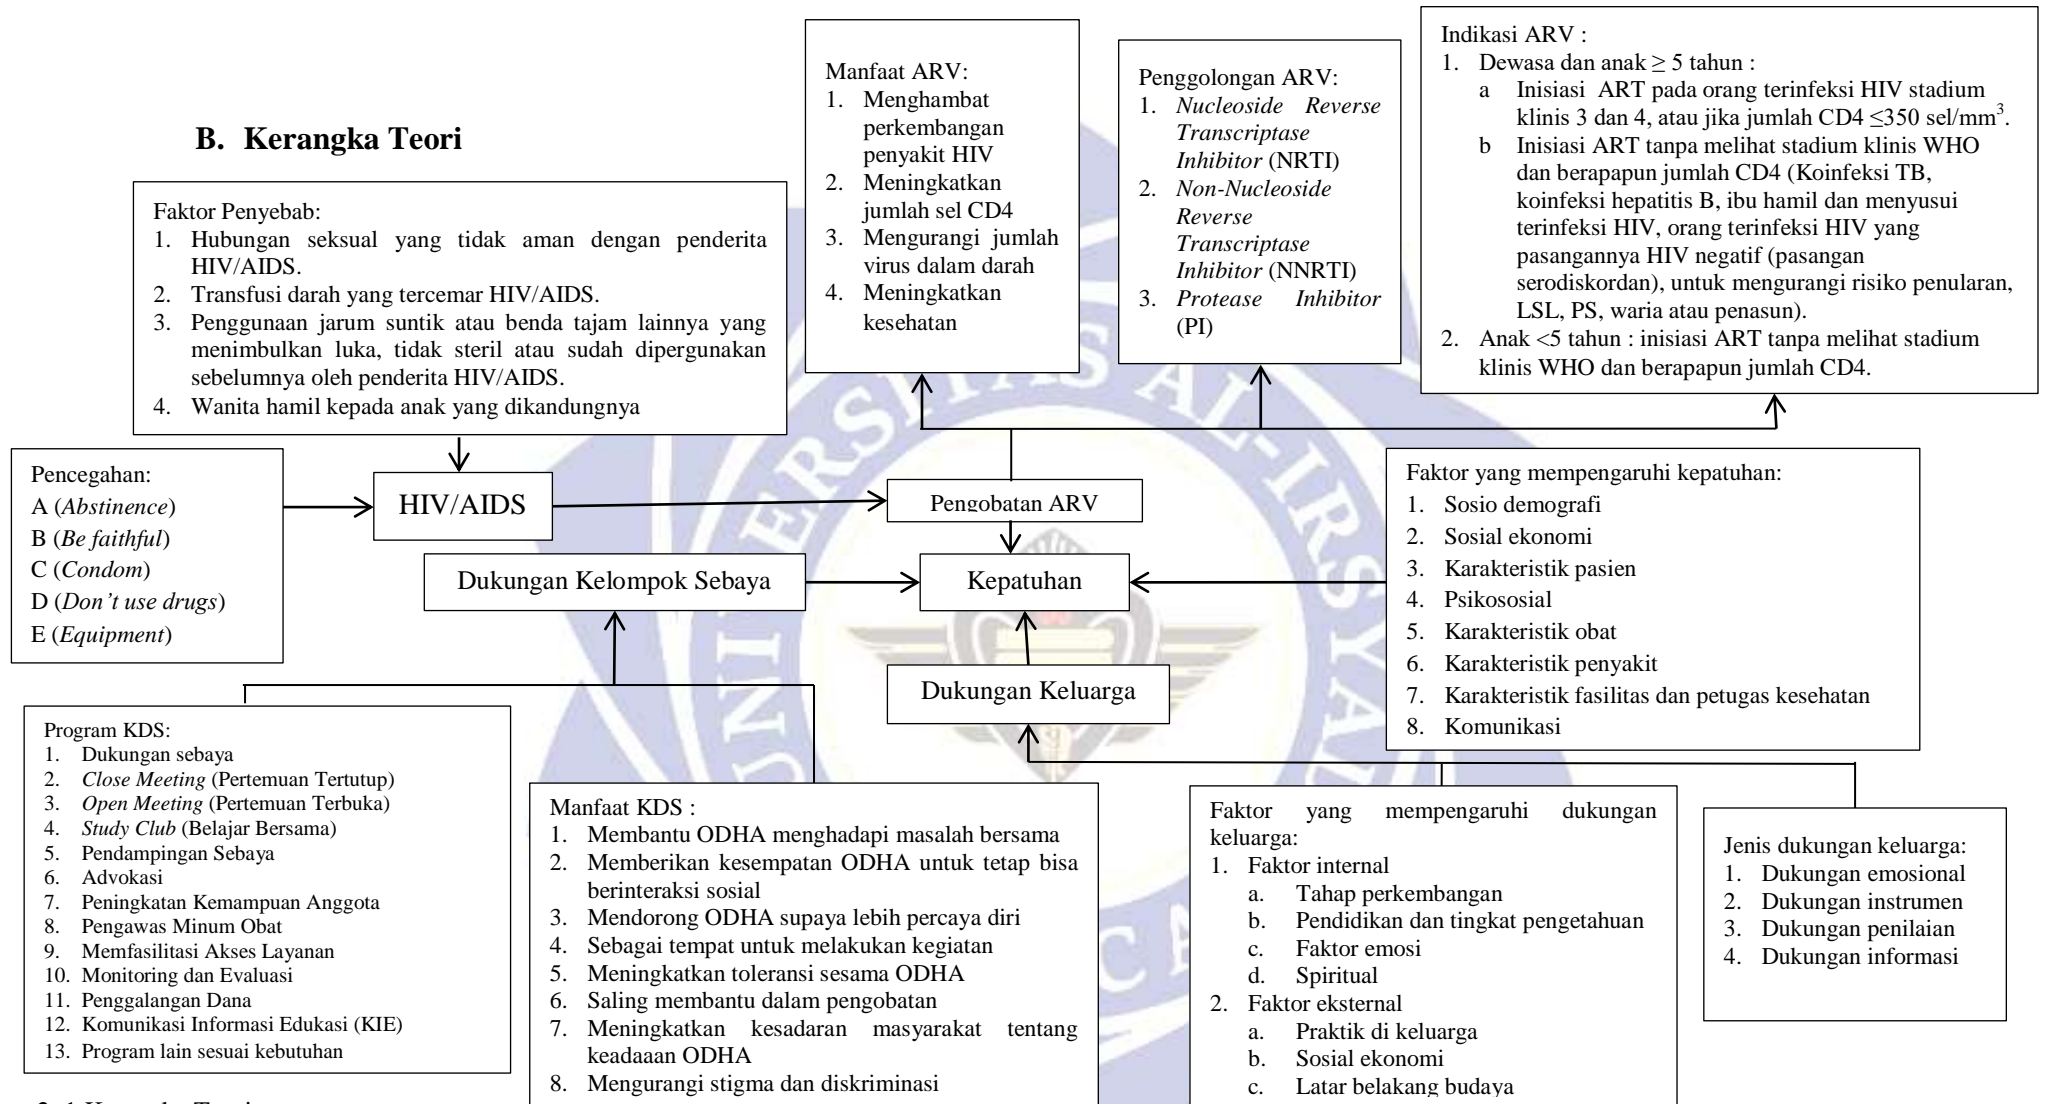 B. Kerangka Teori
Faktor Penyebab:
1. Hubungan seksual yang tidak aman dengan penderita
HIV/AIDS.
2. Transfusi darah yang tercemar HIV/AIDS.
3. Penggunaan jarum suntik atau benda tajam lainnya yang
menimbulkan luka, tidak steril atau sudah dipergunakan
sebelumnya oleh penderita HIV/AIDS.
4. Wanita hamil kepada anak yang dikandungnya
Manfaat ARV:
1. Menghambat
perkembangan
penyakit HIV
2. Meningkatkan
jumlah sel CD4
3. Mengurangi jumlah
virus dalam darah
4. Meningkatkan
kesehatan
Penggolongan ARV:
1. Nucleoside Reverse
Transcriptase
Inhibitor (NRTI)
2. Non-Nucleoside
Reverse
Transcriptase
Inhibitor (NNRTI)
3. Protease Inhibitor
(PI)
Indikasi ARV :
1. Dewasa dan anak ≥ 5 tahun :
a Inisiasi ART pada orang terinfeksi HIV stadium
klinis 3 dan 4, atau jika jumlah CD4 ≤350 sel/mm³.
b Inisiasi ART tanpa melihat stadium klinis WHO
dan berapapun jumlah CD4 (Koinfeksi TB,
koinfeksi hepatitis B, ibu hamil dan menyusui
terinfeksi HIV, orang terinfeksi HIV yang
pasangannya HIV negatif (pasangan
serodiskordan), untuk mengurangi risiko penularan,
LSL, PS, waria atau penasun).
2. Anak <5 tahun : inisiasi ART tanpa melihat stadium
klinis WHO dan berapapun jumlah CD4.
Pencegahan:
A (Abstinence)
B (Be faithful)
C (Condom)
D (Don't use drugs)
E (Equipment)
HIV/AIDS
Pengobatan ARV
Dukungan Kelompok Sebaya
Kepatuhan
Dukungan Keluarga
Faktor yang mempengaruhi kepatuhan:
1. Sosio demografi
2. Sosial ekonomi
3. Karakteristik pasien
4. Psikososial
5. Karakteristik obat
6. Karakteristik penyakit
7. Karakteristik fasilitas dan petugas kesehatan
8. Komunikasi
Program KDS:
1. Dukungan sebaya
2. Close Meeting (Pertemuan Tertutup)
3. Open Meeting (Pertemuan Terbuka)
4. Study Club (Belajar Bersama)
5. Pendampingan Sebaya
6. Advokasi
7. Peningkatan Kemampuan Anggota
8. Pengawas Minum Obat
9. Memfasilitasi Akses Layanan
10. Monitoring dan Evaluasi
11. Penggalangan Dana
12. Komunikasi Informasi Edukasi (KIE)
13. Program lain sesuai kebutuhan
Manfaat KDS :
1. Membantu ODHA menghadapi masalah bersama
2. Memberikan kesempatan ODHA untuk tetap bisa
berinteraksi sosial
3. Mendorong ODHA supaya lebih percaya diri
4. Sebagai tempat untuk melakukan kegiatan
5. Meningkatkan toleransi sesama ODHA
6. Saling membantu dalam pengobatan
7. Meningkatkan kesadaran masyarakat tentang
keadaaan ODHA
8. Mengurangi stigma dan diskriminasi
Faktor yang mempengaruhi dukungan
keluarga:
1. Faktor internal
a. Tahap perkembangan
b. Pendidikan dan tingkat pengetahuan
c. Faktor emosi
d. Spiritual
2. Faktor eksternal
a. Praktik di keluarga
b. Sosial ekonomi
c. Latar belakang budaya
Jenis dukungan keluarga:
1. Dukungan emosional
2. Dukungan instrumen
3. Dukungan penilaian
4. Dukungan informasi